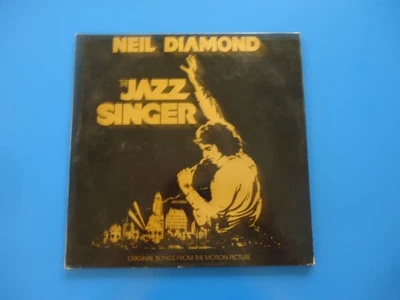 NEIL DIAMOND
THE
JAZZ
SINGER
ORIGINAL SONGS FROM THE MOTION PICTURE